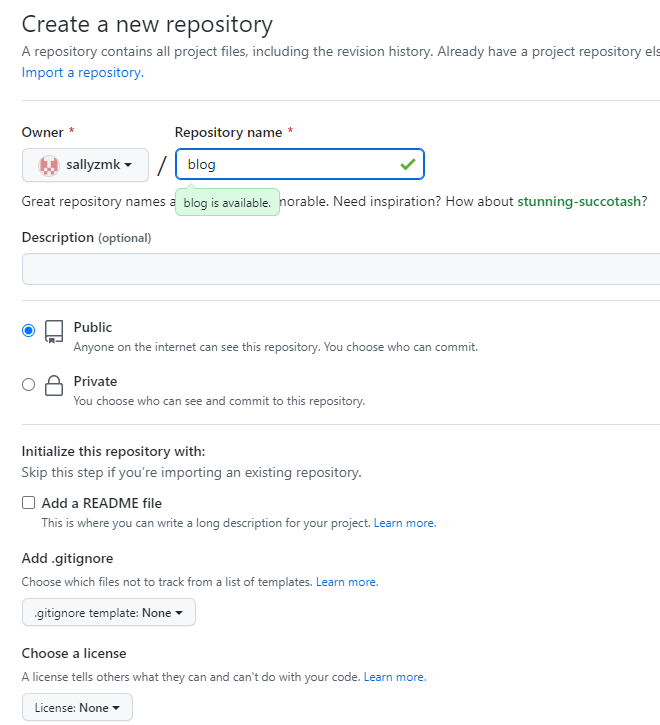 Create a new repository
A repository contains all project files, including the revision history. Already have a project repository
Import a repository.
Owner * Repository name *
sallyzmk / blog
Great repository names blog is available. Need inspiration? How about stunning-succotash?
Description (optional)
Public
Anyone on the internet can see this repository. You choose who can commit.
Private
You choose who can see and commit to this repository.
Initialize this repository with:
Skip this step if you're importing an existing repository.
Add a README file
This is where you can write a long description for your project. Learn more.
Add .gitignore
Choose which files not to track from a list of templates. Learn more.
.gitignore template: None
Choose a license
A license tells others what they can and can't do with your code. Learn more.
License: None